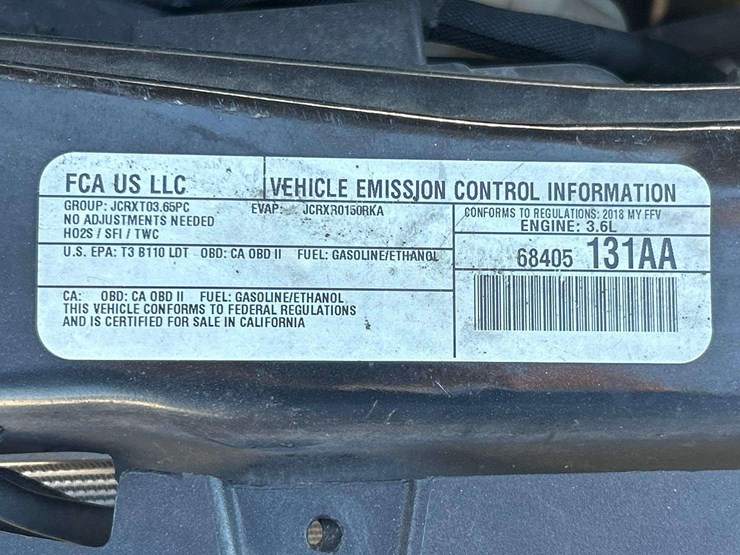 FCA US LLC
VEHICLE EMISSION CONTROL INFORMATION
GROUP: JCRXT03.65PC
EVAP: JCRXR0150RKA
NO ADJUSTMENTS NEEDED
HO2S / SFI / TWC
CONFORMS TO REGULATIONS: 2018 MY FFV
ENGINE: 3.6L
U.S. EPA: T3 B110 LDT OBD: CA OBD II FUEL: GASOLINE/ETHANOL
68405 131AA
CA: OBD: CA OBD II FUEL: GASOLINE/ETHANOL
THIS VEHICLE CONFORMS TO FEDERAL REGULATIONS
AND IS CERTIFIED FOR SALE IN CALIFORNIA